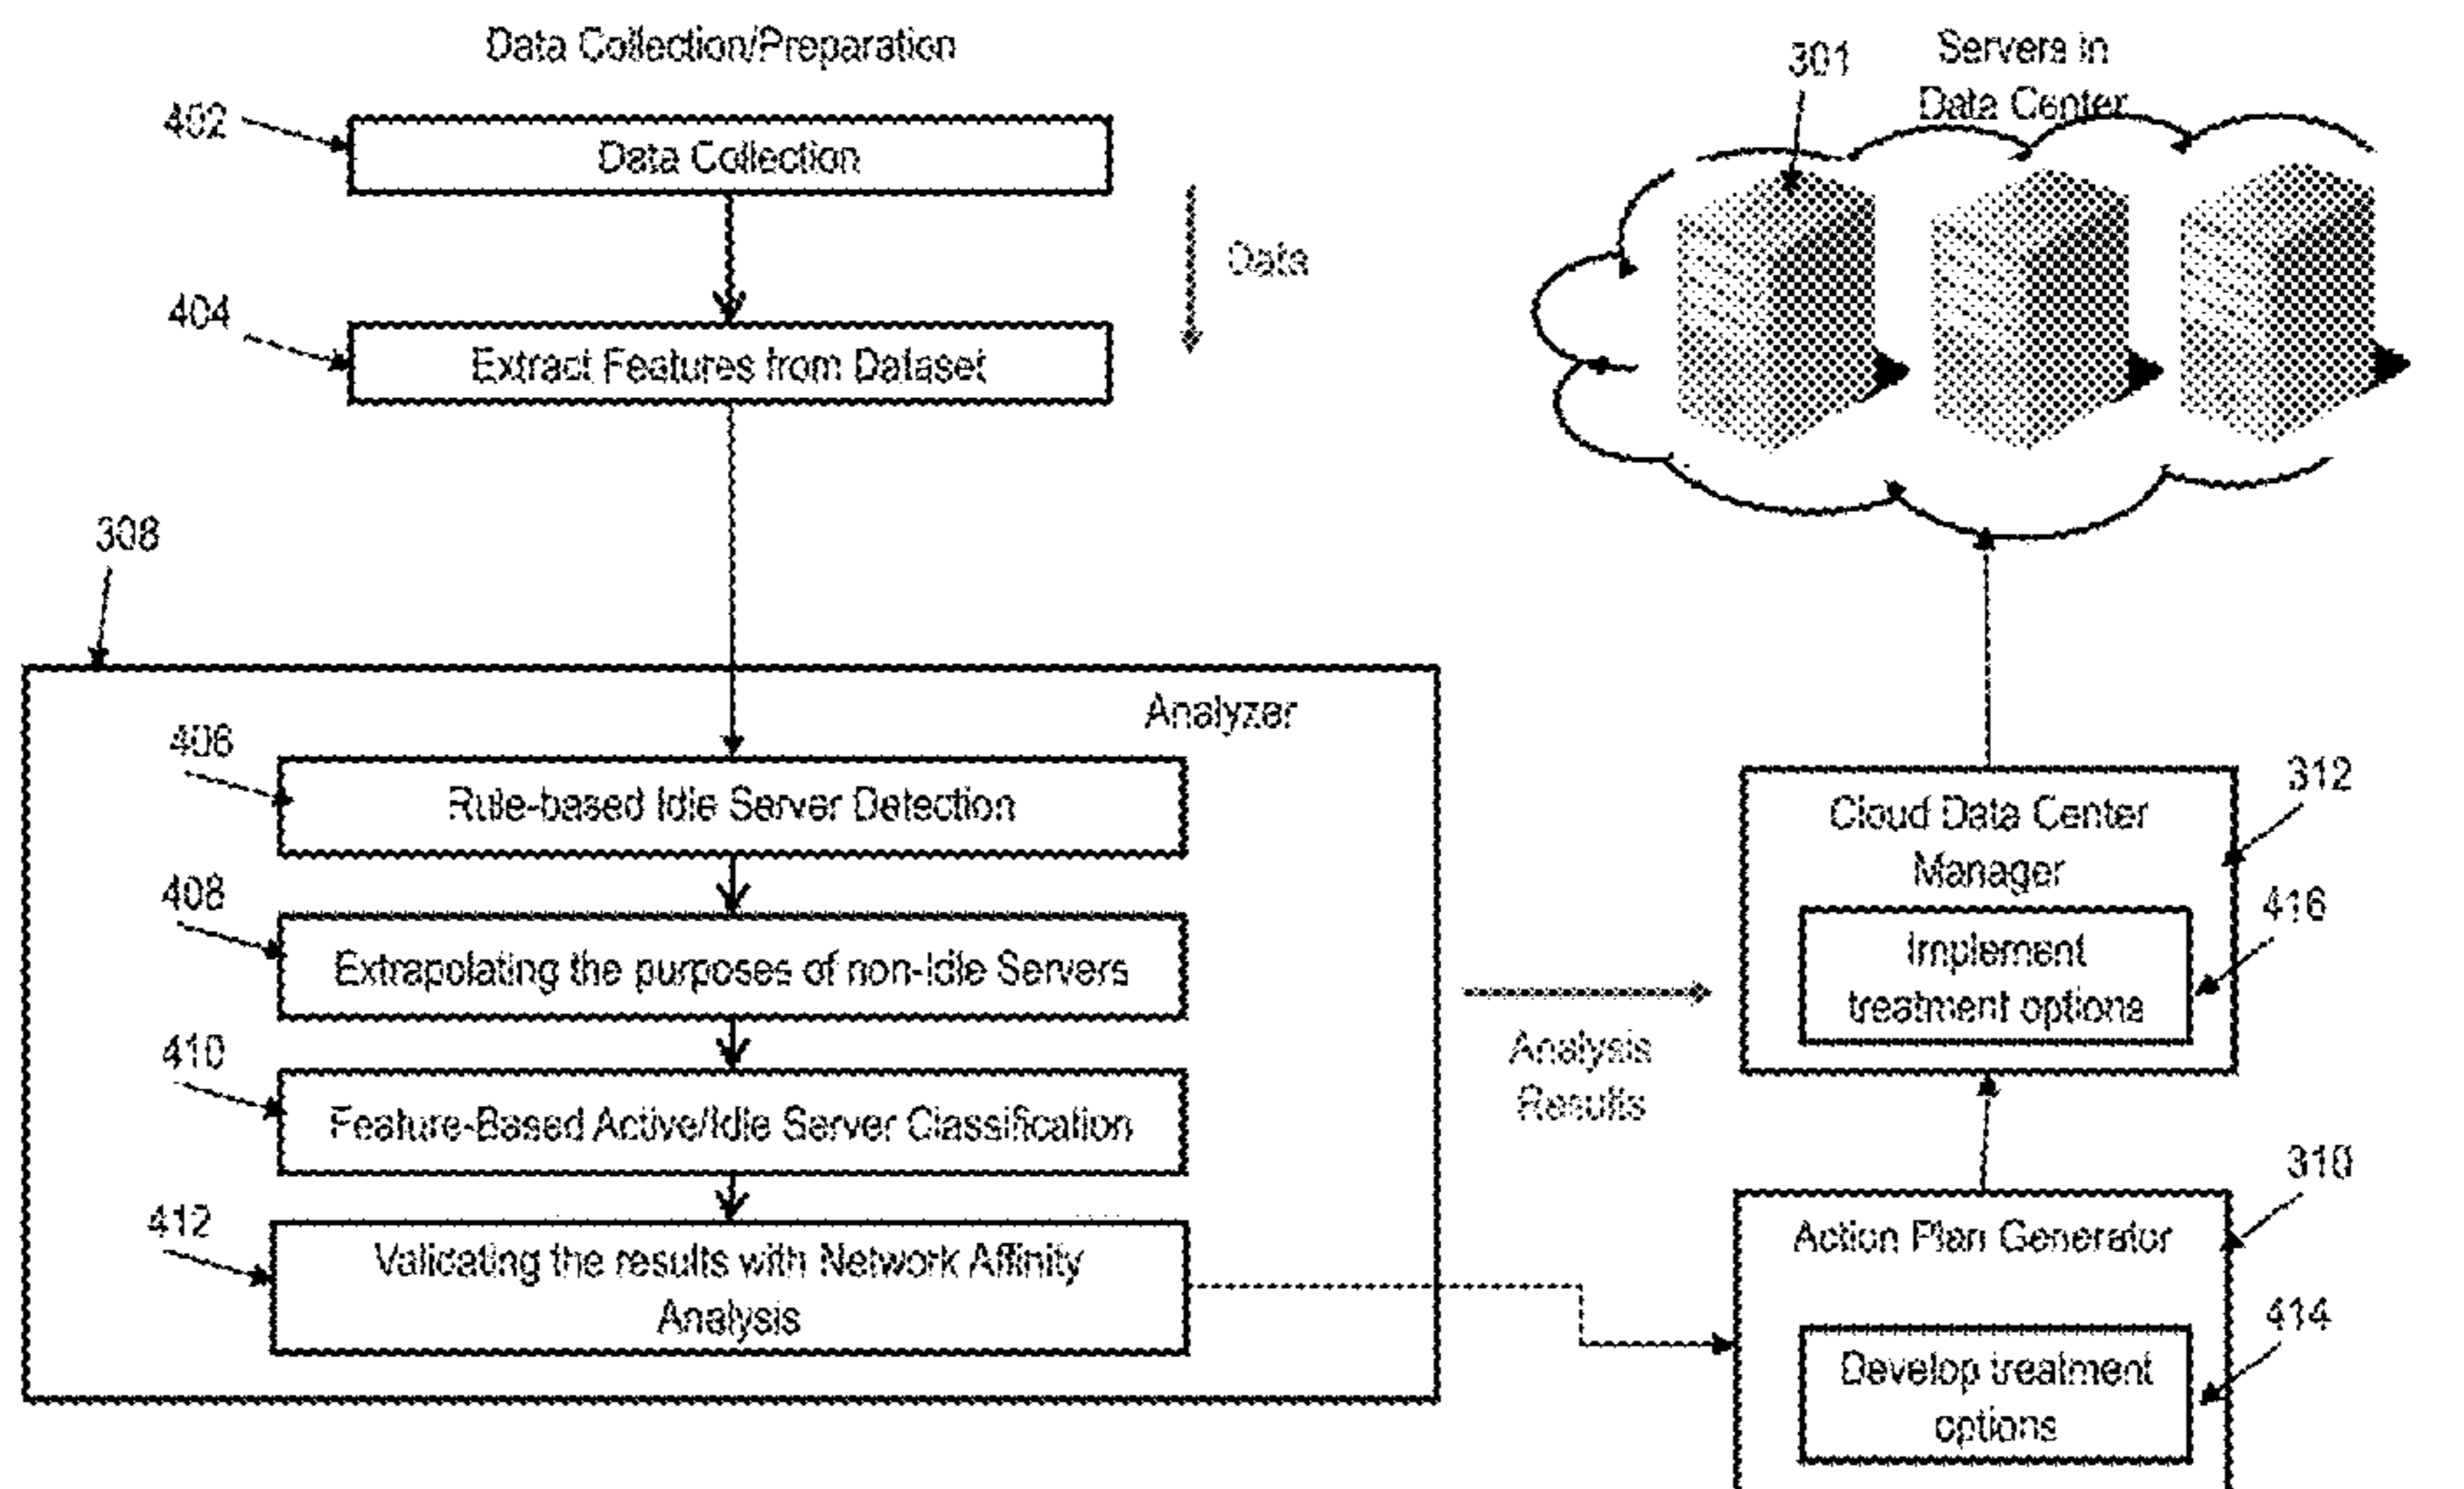 Data Collection/Preparation
402
Data Collection
Data
404
Extract Features from Dataset
301
Servers in
Data Center
308
Analyzer
406
Rule-based Idle Server Detection
408
Extrapolating the purposes of non-Idle Servers
410
Feature-Based Active/Idle Server Classification
412
Validating the results with Network Affinity
Analysis
Analysis
Results
312
Cloud Data Center
Manager
416
Implement
treatment options
310
Action Plan Generator
414
Develop treatment
options